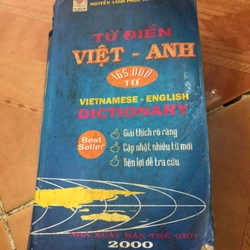 TỪ ĐIỂN
VIỆT - ANH
165.000
TỪ
VIETNAMESE - ENGLISH
DICTIONARY
Best
Seller
Giải thích rõ ràng
Cập nhật nhiều từ mới
Tiện lợi dễ tra cứu
NHÀ XUẤT BẢN THẾ GIỚI
2000